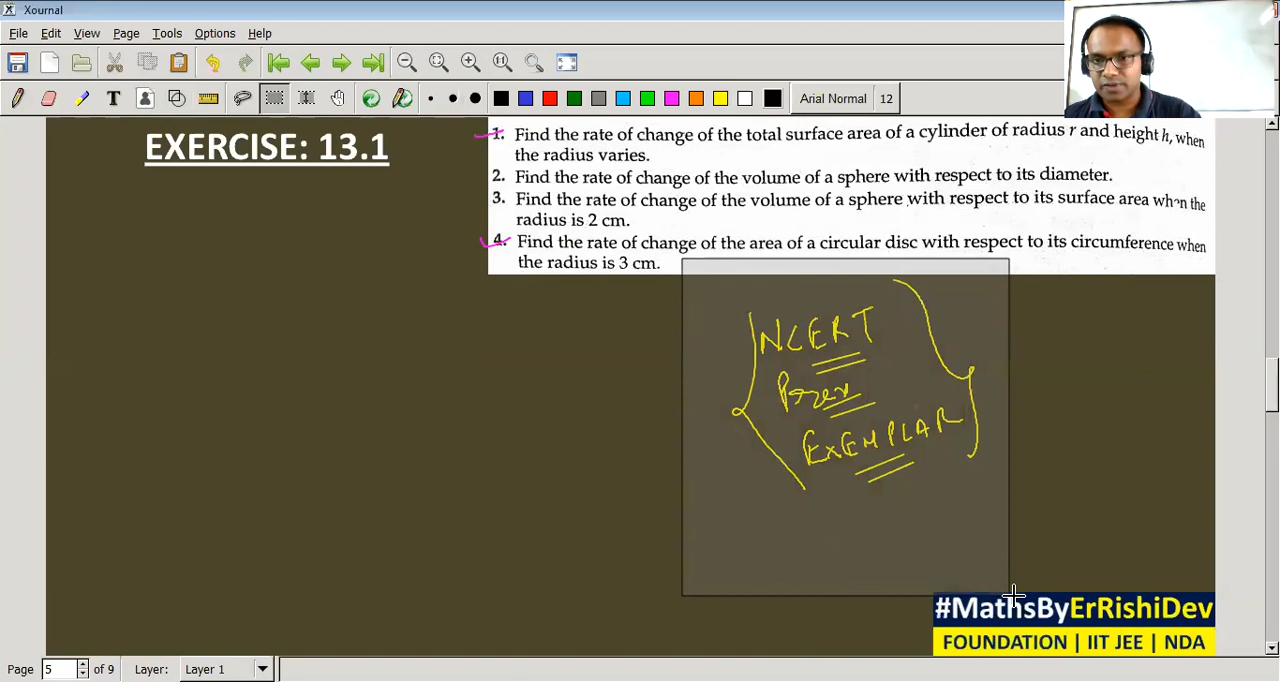 Xournal
File Edit View Page Tools Options Help
Arial Normal 12
EXERCISE: 13.1
1. Find the rate of change of the total surface area of a cylinder of radius r and height h, when
the radius varies.
2. Find the rate of change of the volume of a sphere with respect to its diameter.
3. Find the rate of change of the volume of a sphere with respect to its surface area when the
radius is 2 cm.
4. Find the rate of change of the area of a circular disc with respect to its circumference when
the radius is 3 cm.
NCERT
EXEMPLAR
#MathsByErRishiDev
FOUNDATION | IIT JEE | NDA
Page 5 of 9 Layer: Layer 1